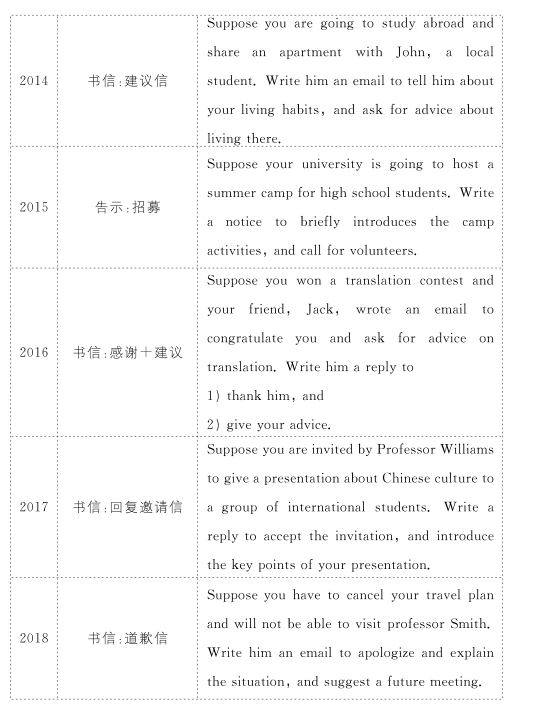 2014
书信:建议信
Suppose you are going to study abroad and
share an apartment with John, a local
student. Write him an email to tell him about
your living habits, and ask for advice about
living there.
2015
告示:招募
Suppose your university is going to host a
summer camp for high school students. Write
a notice to briefly introduces the camp
activities, and call for volunteers.
2016
书信:感谢＋建议
Suppose you won a translation contest and
your friend, Jack, wrote an email to
congratulate you and ask for advice on
translation. Write him a reply to
1) thank him, and
2) give your advice.
2017
书信:回复邀请信
Suppose you are invited by Professor Williams
to give a presentation about Chinese culture to
a group of international students. Write a
reply to accept the invitation, and introduce
the key points of your presentation.
2018
书信:道歉信
Suppose you have to cancel your travel plan
and will not be able to visit professor Smith.
Write him an email to apologize and explain
the situation, and suggest a future meeting.